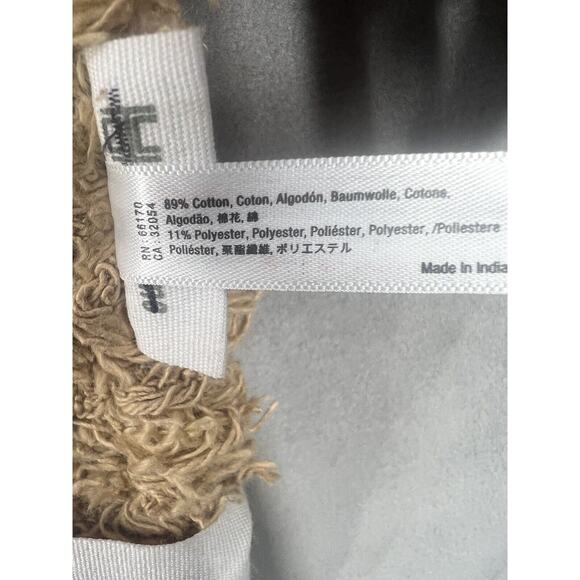 RN: 66170
CA: 32054
89% Cotton, Coton, Algodón, Baumwolle, Cotone,
Algodão, 棉花, 綿
11% Polyester, Polyester, Poliéster, Polyester, /Poliestere
Poliéster, 聚酯纖維, ポリエステル
Made In India